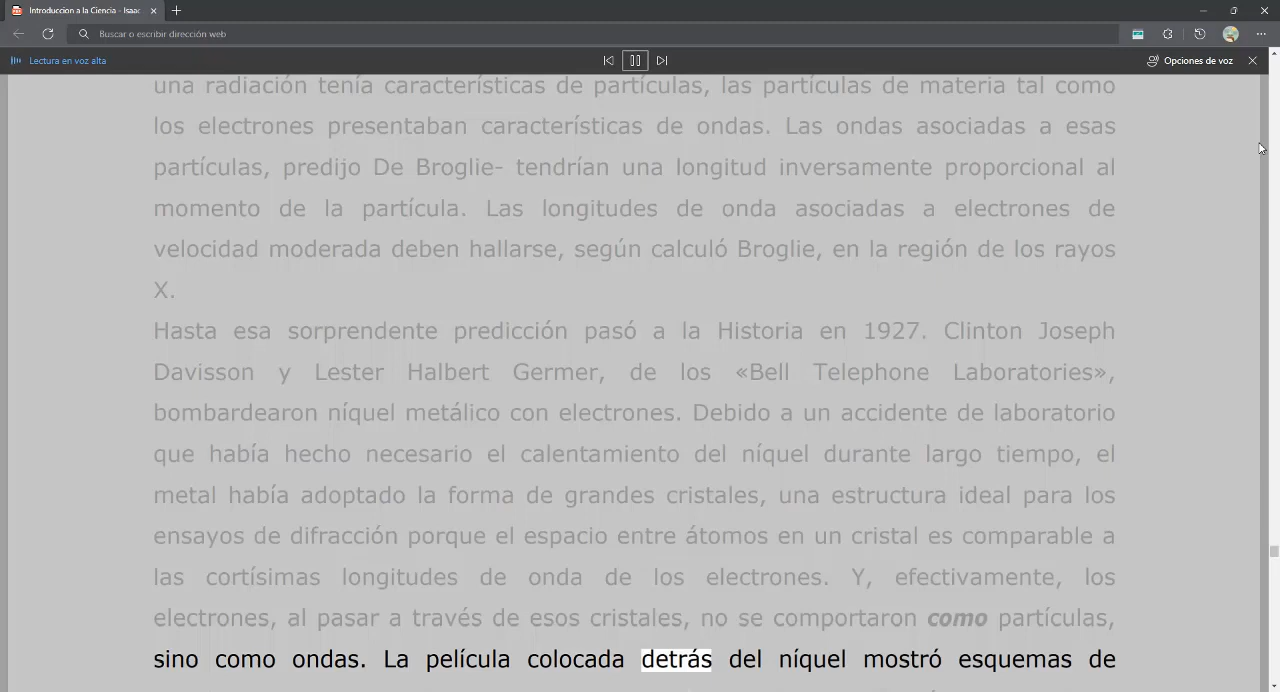 Introduccion a la Ciencia - Isaac
Buscar o escribir dirección web
Lectura en voz alta
Opciones de voz
una radiación tenía características de partículas, las partículas de materia tal como
los electrones presentaban características de ondas. Las ondas asociadas a esas
partículas, predijo De Broglie- tendrían una longitud inversamente proporcional al
momento de la partícula. Las longitudes de onda asociadas a electrones de
velocidad moderada deben hallarse, según calculó Broglie, en la región de los rayos
X.
Hasta esa sorprendente predicción pasó a la Historia en 1927. Clinton Joseph
Davisson y Lester Halbert Germer, de los «Bell Telephone Laboratories»,
bombardearon níquel metálico con electrones. Debido a un accidente de laboratorio
que había hecho necesario el calentamiento del níquel durante largo tiempo, el
metal había adoptado la forma de grandes cristales, una estructura ideal para los
ensayos de difracción porque el espacio entre átomos en un cristal es comparable a
las cortísimas longitudes de onda de los electrones. Y, efectivamente, los
electrones, al pasar a través de esos cristales, no se comportaron como partículas,
sino como ondas. La película colocada detrás del níquel mostró esquemas de